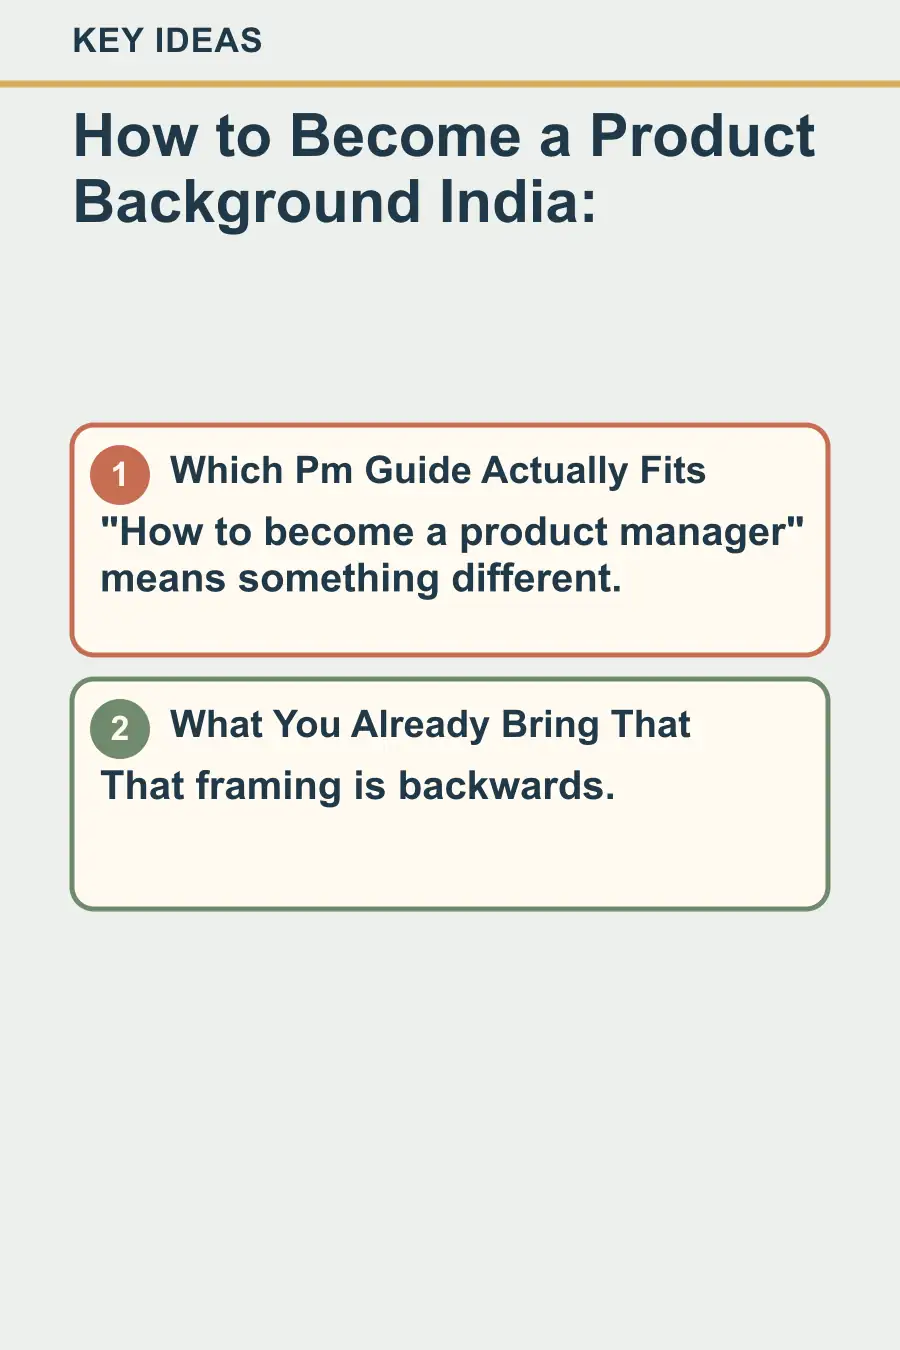 KEY IDEAS
How to Become a Product
Background India:
1 Which Pm Guide Actually Fits
"How to become a product manager"
means something different.
2 What You Already Bring That
That framing is backwards.